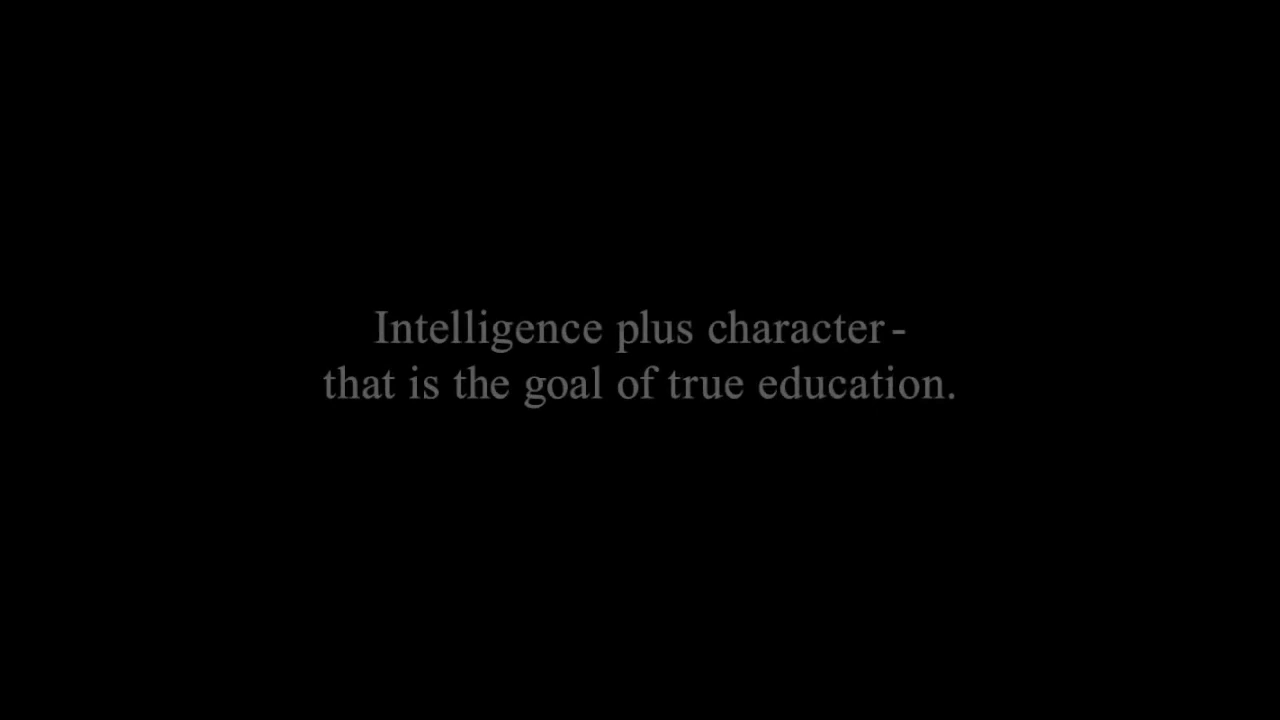 Intelligence plus character-
that is the goal of true education.